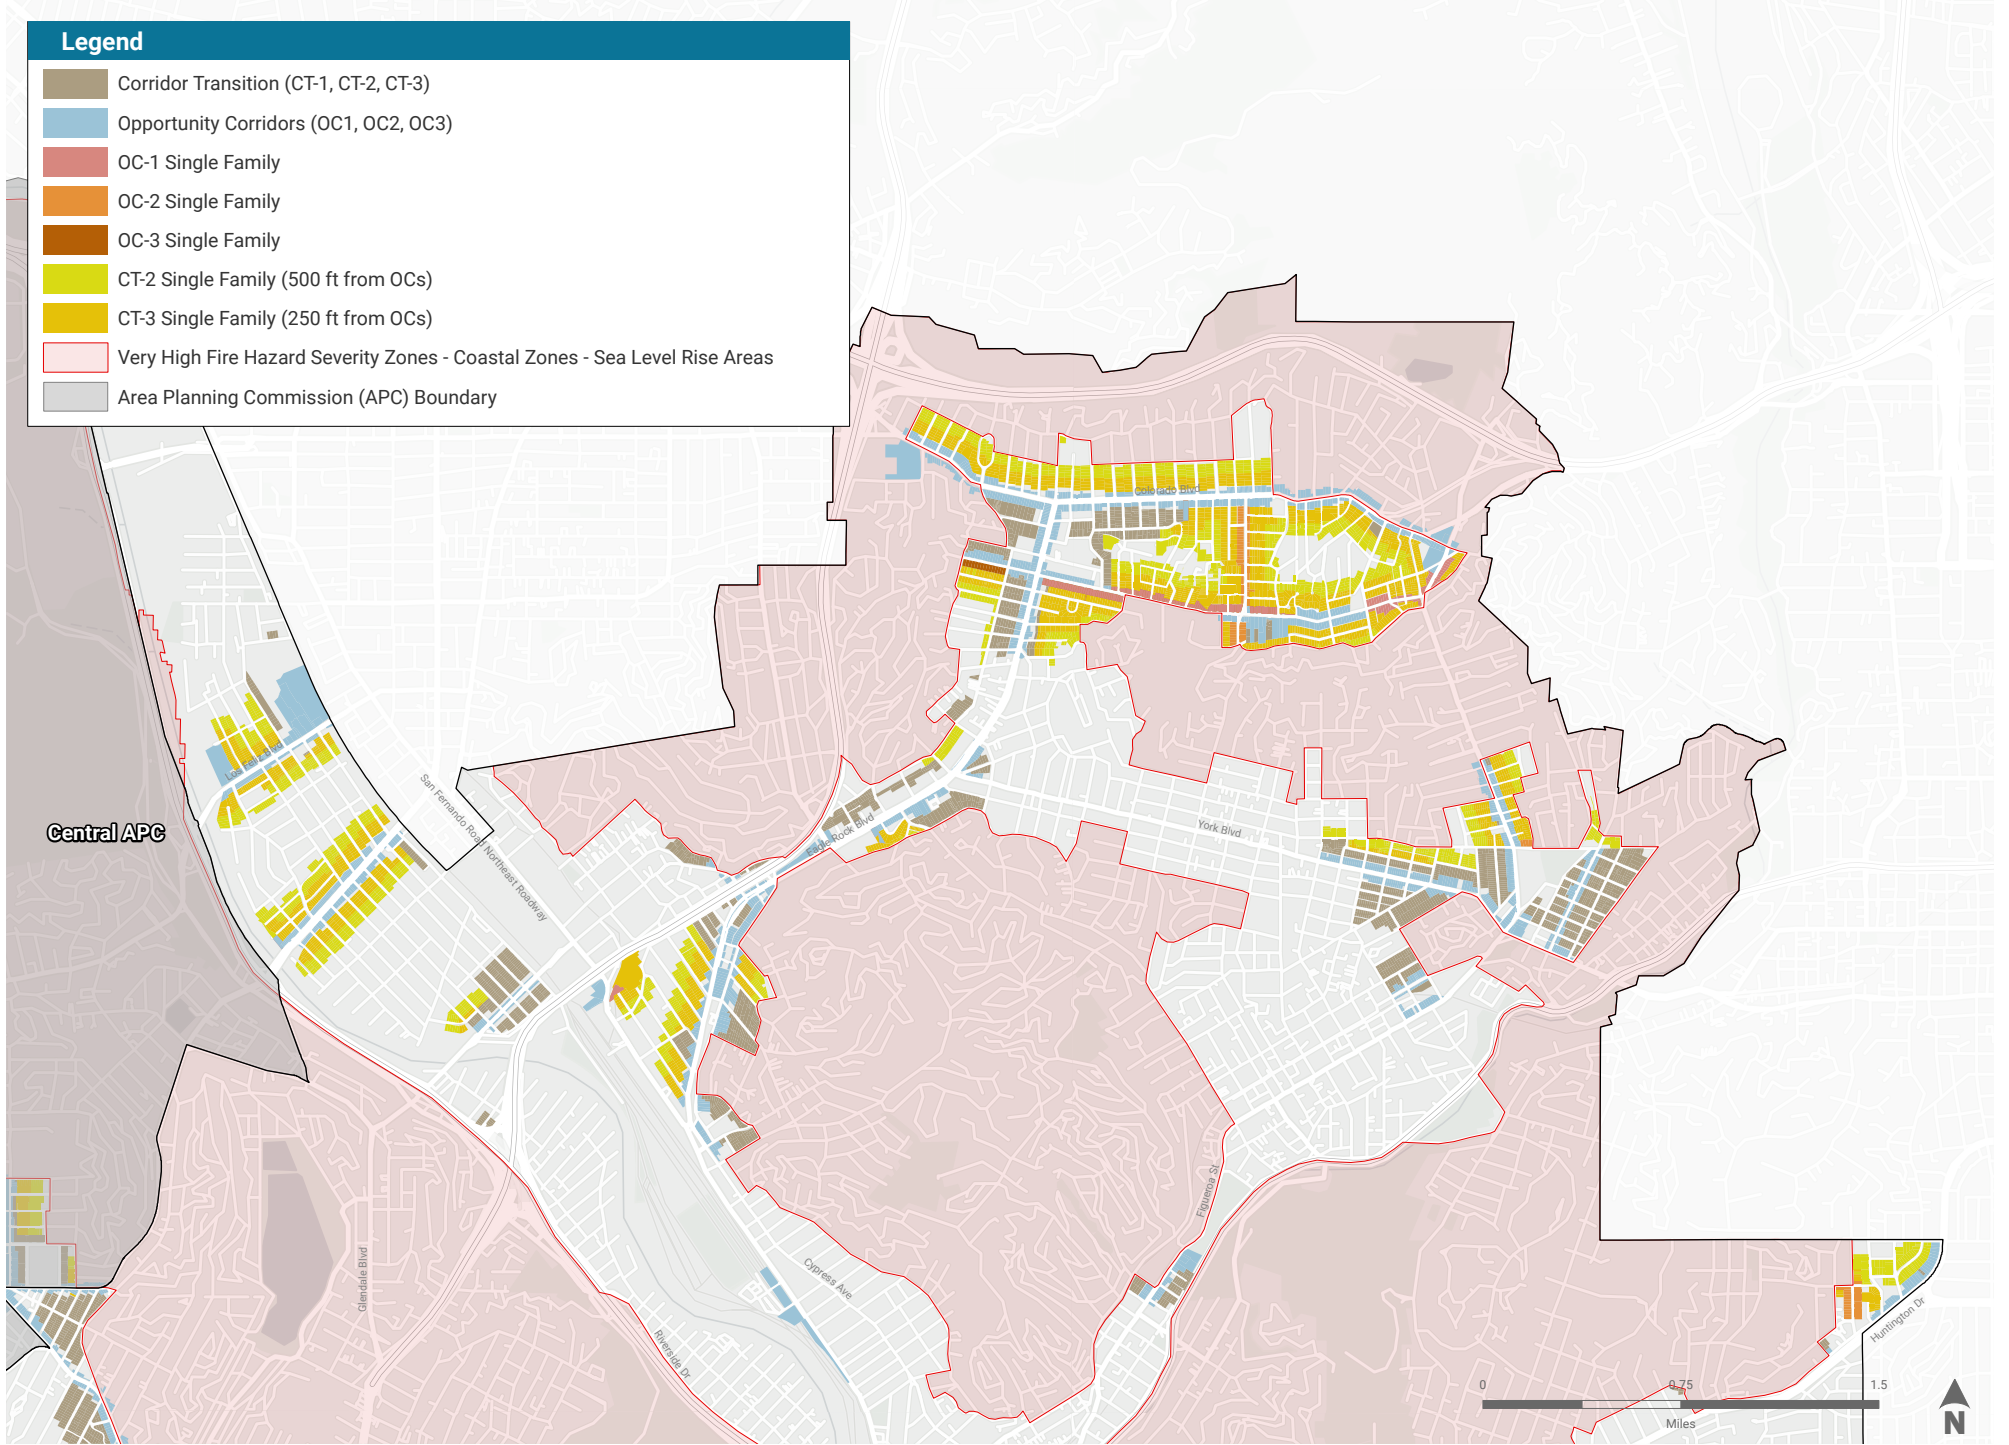 Legend
Corridor Transition (CT-1, CT-2, CT-3)
Opportunity Corridors (OC1, OC2, OC3)
OC-1 Single Family
OC-2 Single Family
OC-3 Single Family
CT-2 Single Family (500 ft from OCs)
CT-3 Single Family (250 ft from OCs)
Very High Fire Hazard Severity Zones - Coastal Zones - Sea Level Rise Areas
Area Planning Commission (APC) Boundary
Colorado Blvd
Los Feliz Blvd
San Fernando Road Northeast Roadway
Central APC
Eagle Rock Blvd
York Blvd
Figueroa St
Glendale Blvd
Cypress Ave
Riverside Dr
Huntington Dr
0 0.75 1.5
Miles
N